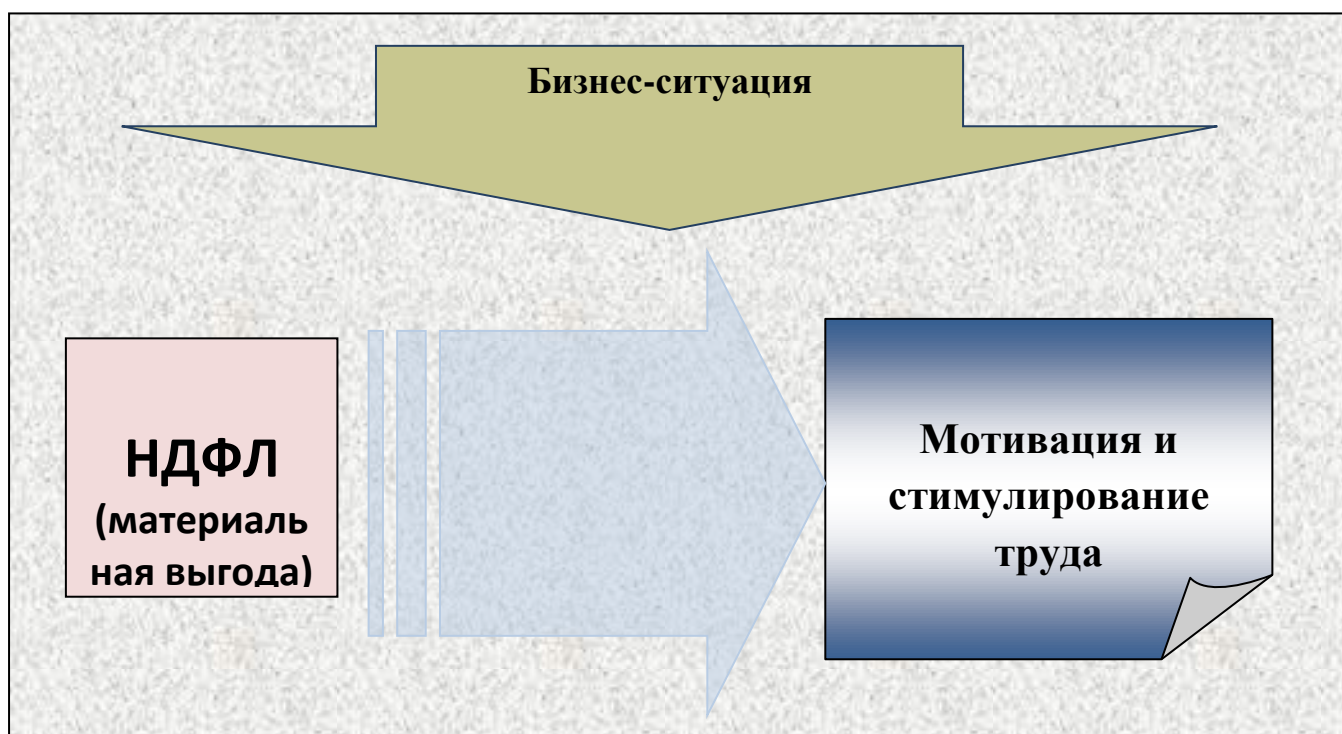 Бизнес-ситуация
НДФЛ
(материаль
ная выгода)
Мотивация и
стимулирование
труда